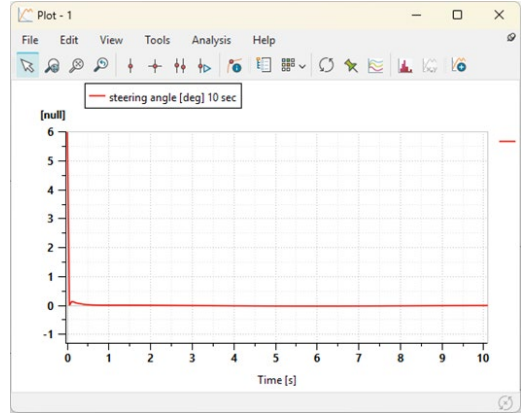 Plot - 1
File Edit View Tools Analysis Help
steering angle [deg] 10 sec
[null]
6
5
4
3
2
1
0
-1
0 1 2 3 4 5 6 7 8 9 10
Time [s]